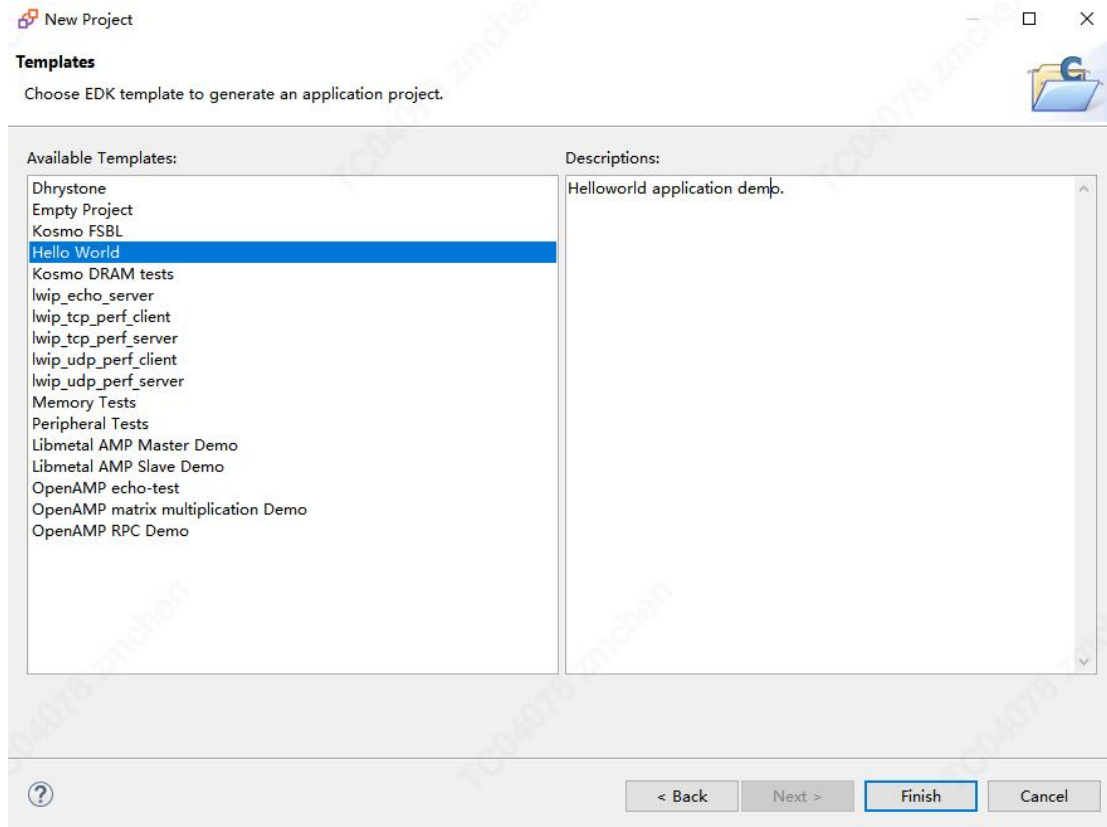 New Project
Templates
Choose EDK template to generate an application project.
Available Templates:
Dhrystone
Empty Project
Kosmo FSBL
Hello World
Kosmo DRAM tests
lwip_echo_server
lwip_tcp_perf_client
lwip_tcp_perf_server
lwip_udp_perf_client
lwip_udp_perf_server
Memory Tests
Peripheral Tests
Libmetal AMP Master Demo
Libmetal AMP Slave Demo
OpenAMP echo-test
OpenAMP matrix multiplication Demo
OpenAMP RPC Demo
Descriptions:
Helloworld application demo.
< Back
Next >
Finish
Cancel
TC04078 zmchen